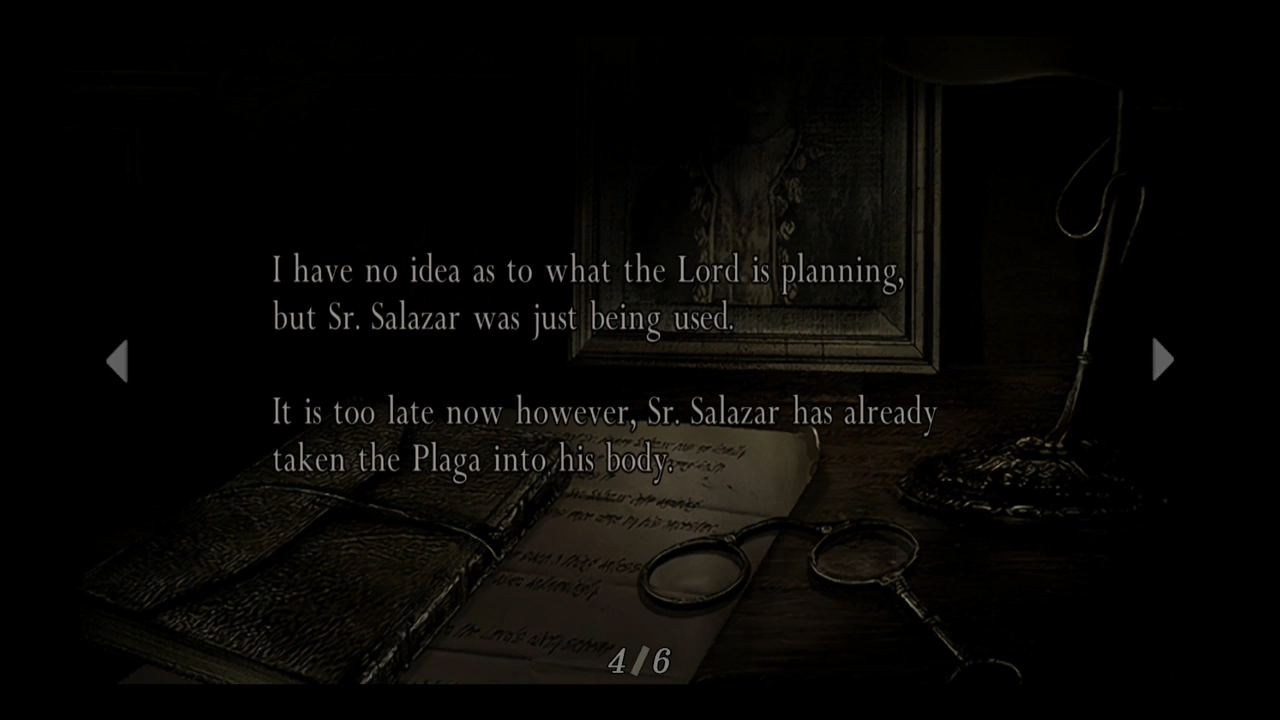 I have no idea as to what the Lord is planning,
but Sr. Salazar was just being used.
It is too late now however, Sr. Salazar has already
taken the Plaga into his body.
4/6